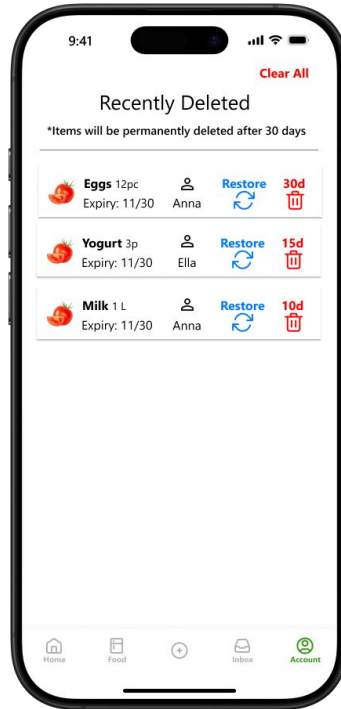 9:41
Clear All
Recently Deleted
*Items will be permanently deleted after 30 days
Eggs 12pc
Expiry: 11/30
Anna
Restore
30d
Yogurt 3p
Expiry: 11/30
Ella
Restore
15d
Milk 1 L
Expiry: 11/30
Anna
Restore
10d
Home
Food
Inbox
Account